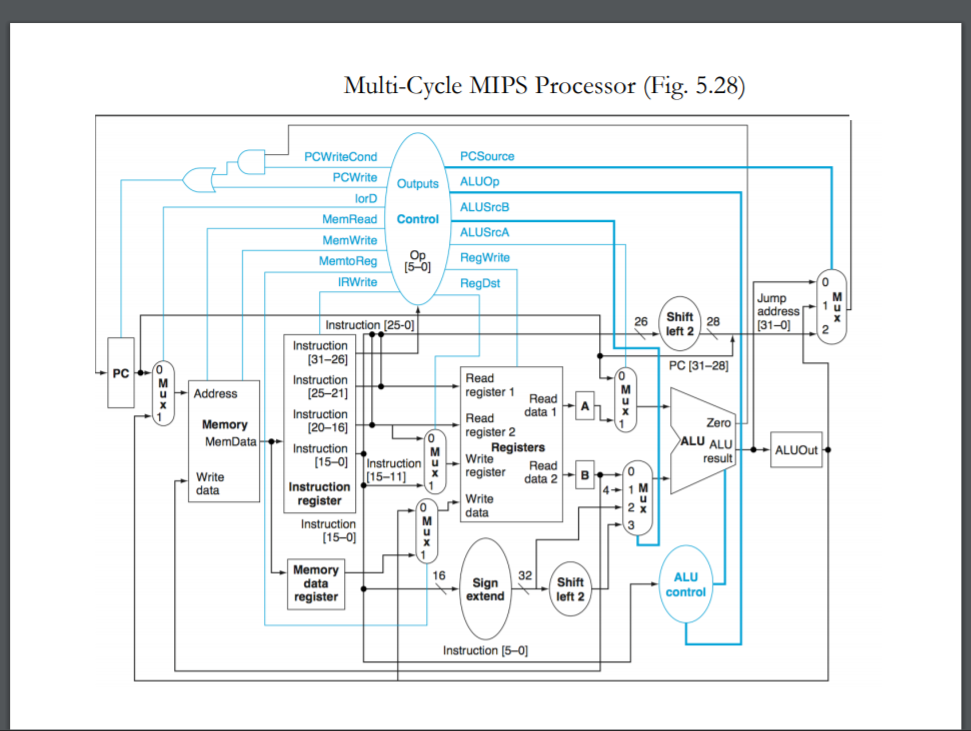 Multi-Cycle MIPS Processor (Fig. 5.28)
PCWriteCond
PCWrite
IorD
MemRead
MemWrite
MemtoReg
IRWrite
Outputs
Control
Op
[5–0]
PCSource
ALUOp
ALUSrcB
ALUSrcA
RegWrite
RegDst
Instruction [25-0]
26
Shift
left 2
28
Jump
address
[31–0]
0
1
2
M
u
x
PC [31–28]
PC
0
M
u
x
1
Address
Memory
MemData
Write
data
Instruction
[31–26]
Instruction
[25–21]
Instruction
[20–16]
Instruction
[15–0]
Instruction
register
Instruction
[15–11]
0
M
u
x
1
Read
register 1
Read
register 2
Registers
Write
register
Write
data
Read
data 1
Read
data 2
A
B
0
M
u
x
1
4
0
1
2
3
M
u
x
Zero
ALU
ALU
result
ALUOut
Instruction
[15–0]
0
M
u
x
1
Memory
data
register
16
Sign
extend
32
Shift
left 2
ALU
control
Instruction [5–0]